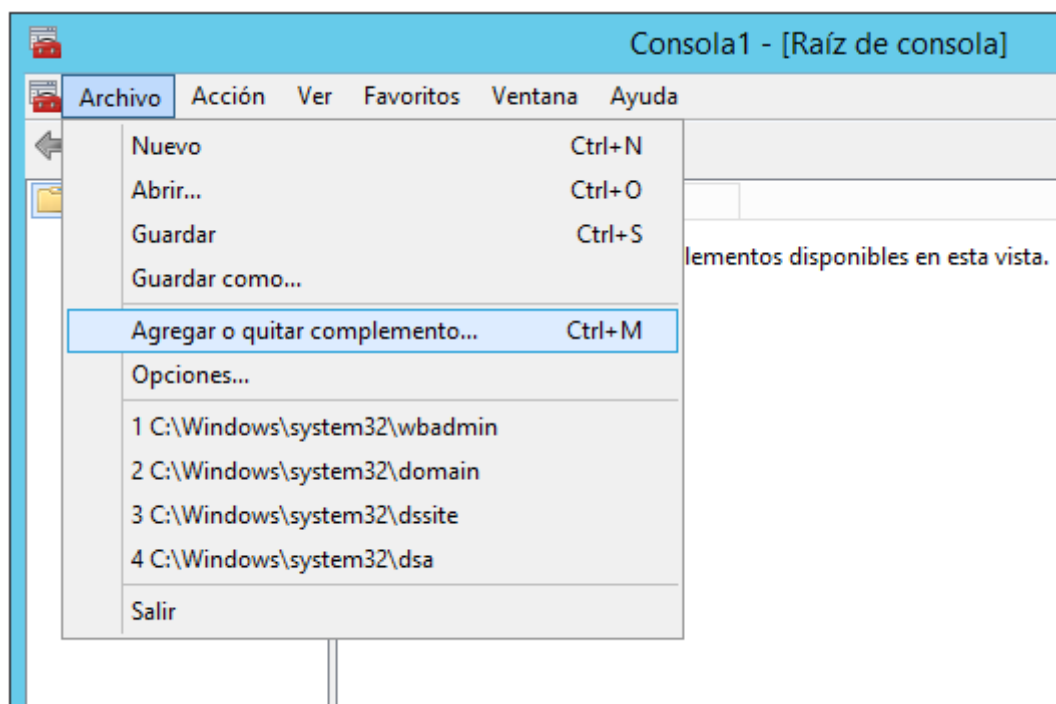 Consola1 - [Raíz de consola]
Archivo Acción Ver Favoritos Ventana Ayuda
Nuevo Ctrl+N
Abrir... Ctrl+O
Guardar Ctrl+S
lementos disponibles en esta vista.
Guardar como...
Agregar o quitar complemento... Ctrl+M
Opciones...
1 C:\Windows\system32\wbadmin
2 C:\Windows\system32\domain
3 C:\Windows\system32\dssite
4 C:\Windows\system32\dsa
Salir